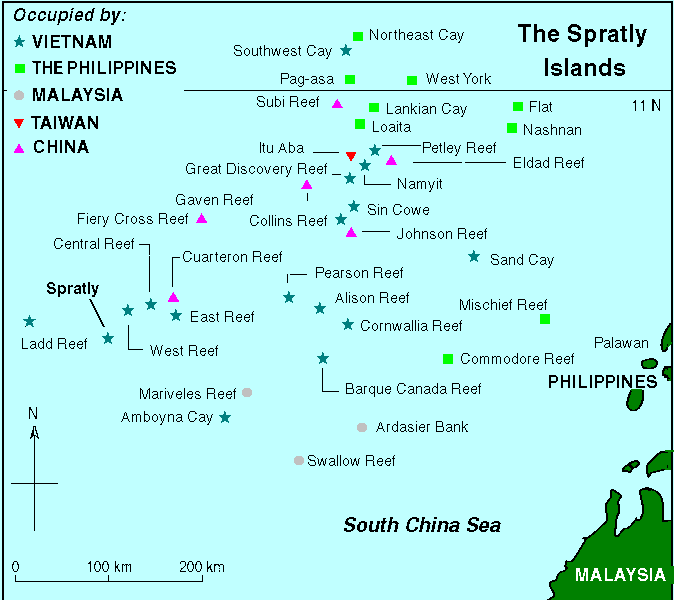 Occupied by:
VIETNAM
THE PHILIPPINES
MALAYSIA
TAIWAN
CHINA
The Spratly
Islands
Northeast Cay
Southwest Cay
Pag-asa
West York
Subi Reef
Lankian Cay
Flat
11 N
Loaita
Nashnan
Itu Aba
Petley Reef
Eldad Reef
Great Discovery Reef
Namyit
Gaven Reef
Sin Cowe
Fiery Cross Reef
Collins Reef
Johnson Reef
Central Reef
Cuarteron Reef
Sand Cay
Pearson Reef
Spratly
Alison Reef
Mischief Reef
East Reef
Cornwallia Reef
Ladd Reef
West Reef
Palawan
Commodore Reef
PHILIPPINES
Mariveles Reef
Barque Canada Reef
Amboyna Cay
Ardasier Bank
N
Swallow Reef
South China Sea
0
100 km
200 km
MALAYSIA